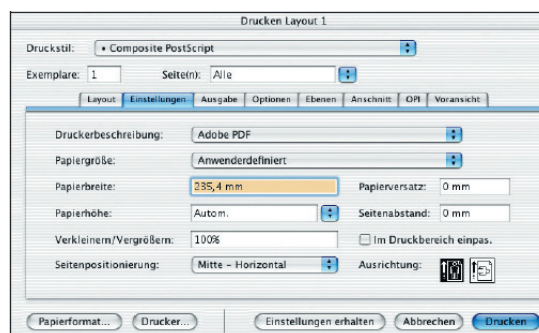 Drucken Layout 1
Druckstil: • Composite PostScript
Exemplare: 1 Seite(n): Alle
Layout Einstellungen Ausgabe Optionen Ebenen Anschnitt OPI Voransicht
Druckerbeschreibung: Adobe PDF
Papiergröße: Anwenderdefiniert
Papierbreite: 235,4 mm Papierversatz: 0 mm
Papierhöhe: Autom. Seitenabstand: 0 mm
Verkleinern/Vergrößern: 100% Im Druckbereich einpas.
Seitenpositionierung: Mitte – Horizontal Ausrichtung:
Papierformat... Drucker... Einstellungen erhalten Abbrechen Drucken